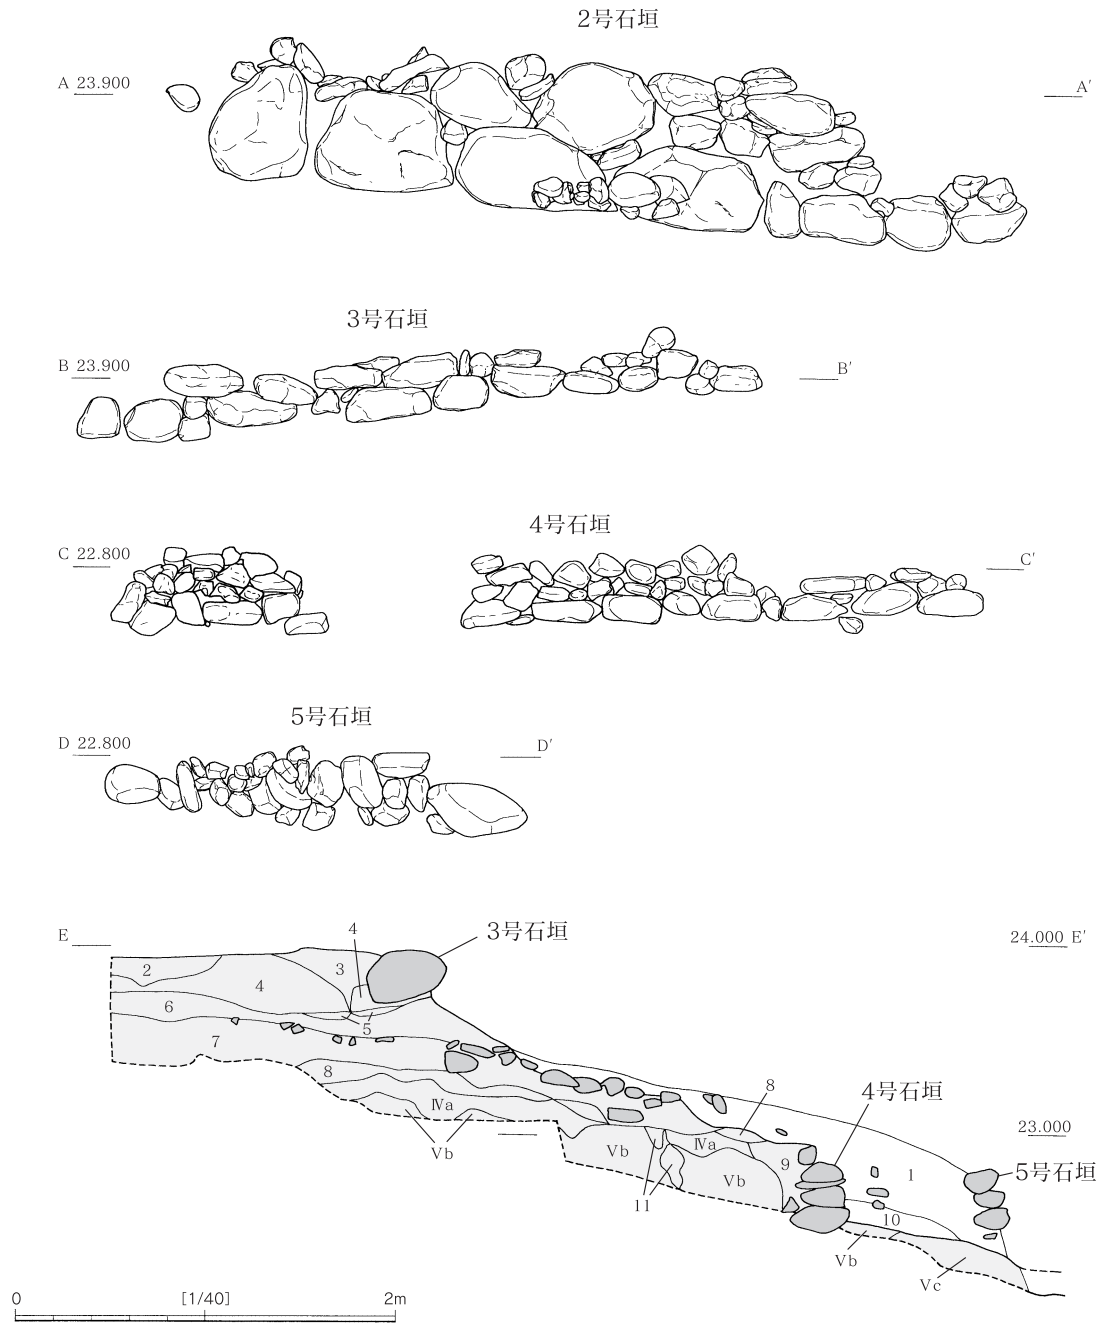 2号石垣
A 23.900
A′
3号石垣
B 23.900
B′
4号石垣
C 22.800
C′
5号石垣
D 22.800
D′
E
4
3号石垣
24.000 E′
2
3
4
6
5
7
8
8
4号石垣
Ⅳa
23.000
Vb
Vb
Ⅳa
9
1
5号石垣
Vb
11
10
Vb
Vc
0
[1/40]
2m